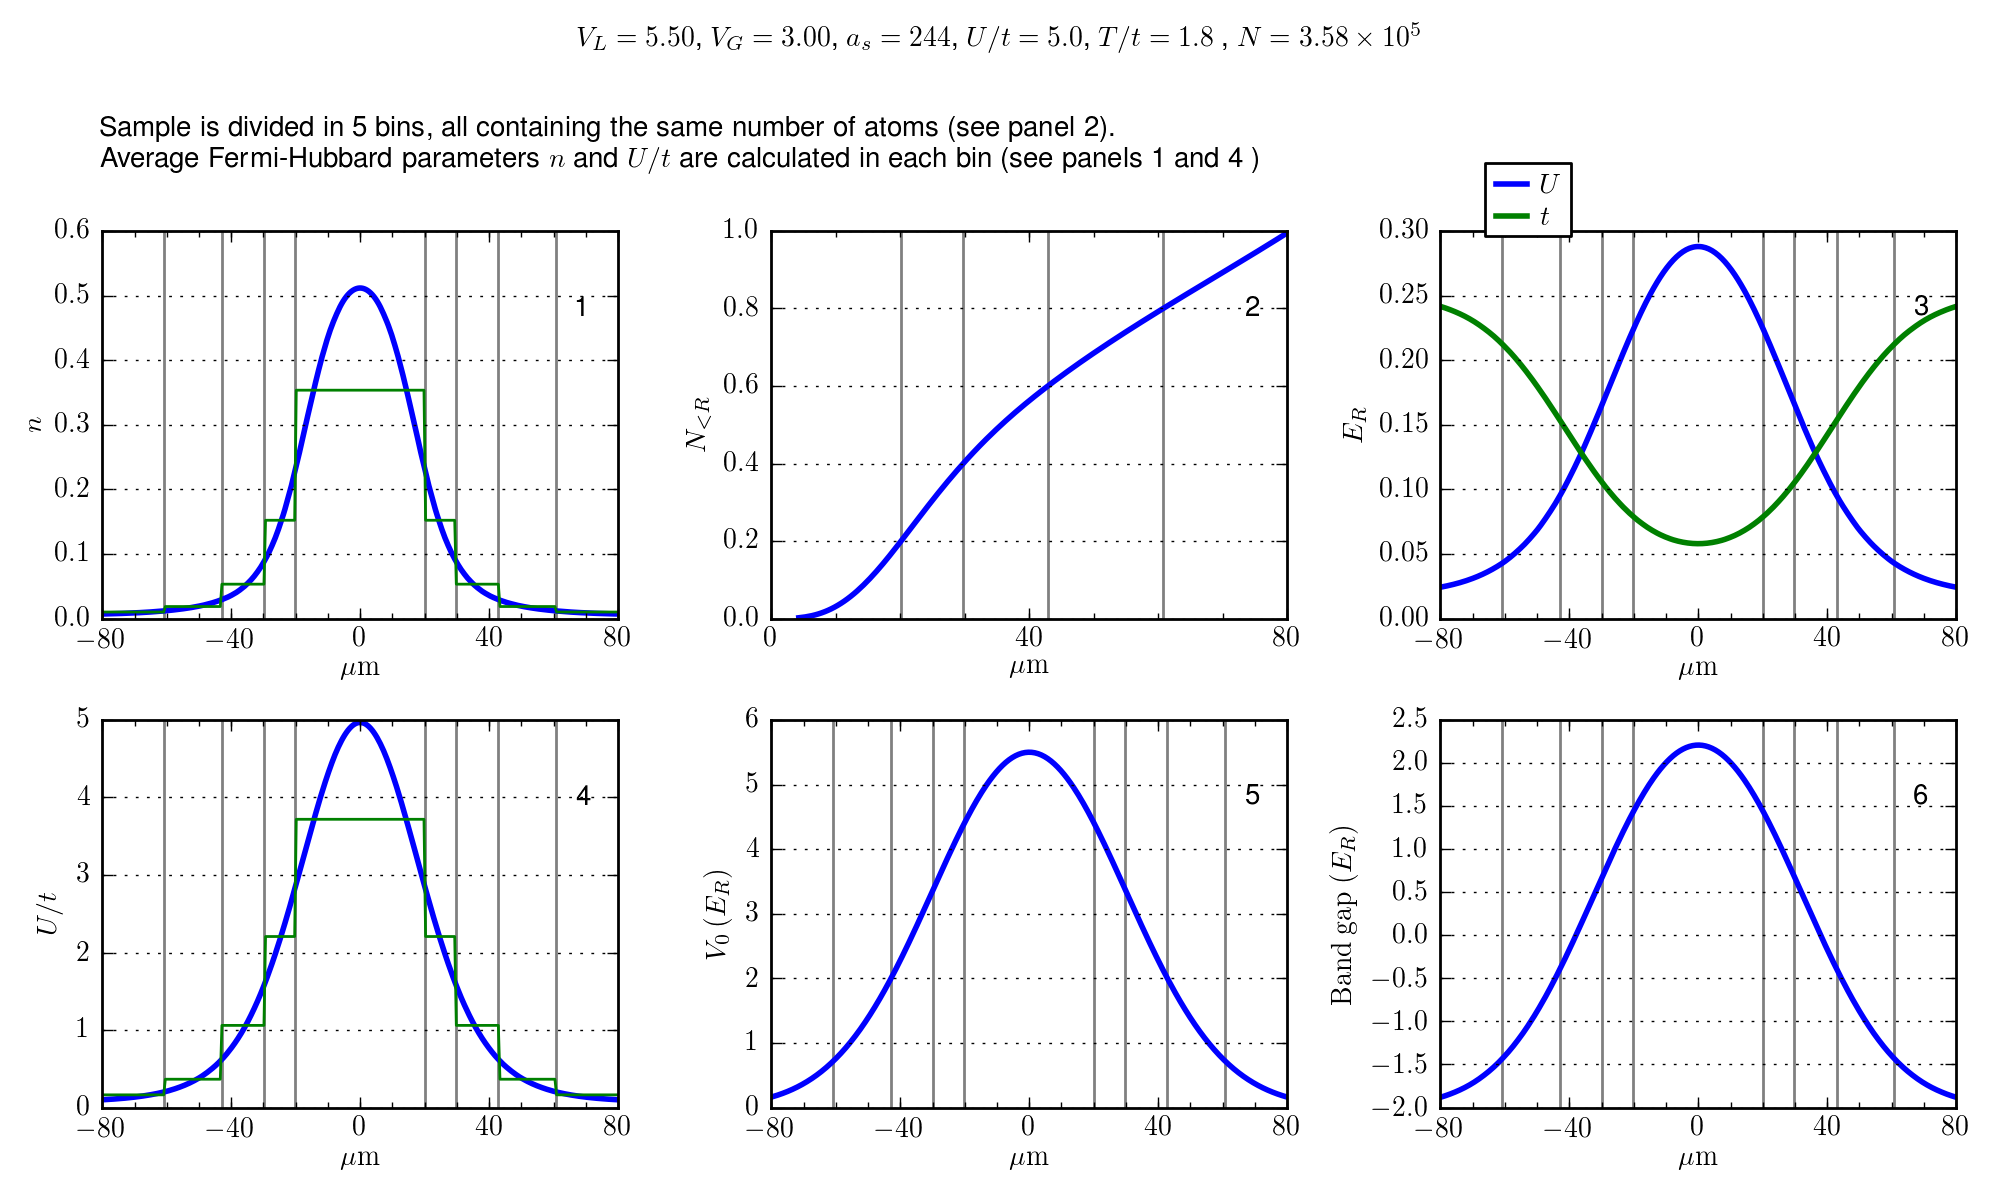 V_L = 5.50, V_G = 3.00, a_s = 244, U/t = 5.0, T/t = 1.8 , N = 3.58 × 10^5
Sample is divided in 5 bins, all containing the same number of atoms (see panel 2).
Average Fermi-Hubbard parameters n and U/t are calculated in each bin (see panels 1 and 4 )
n
0.6
0.5
0.4
0.3
0.2
0.1
0.0
−80 −40 0 40 80
µm
1
N_{<R}
1.0
0.8
0.6
0.4
0.2
0
0.0
0 40 80
µm
2
U
t
E_R
0.30
0.25
0.20
0.15
0.10
0.05
0.00
−80 −40 0 40 80
µm
3
U/t
5
4
3
2
1
0
−80 −40 0 40 80
µm
4
V_0 (E_R)
6
5
4
3
2
1
0
−80 −40 0 40 80
µm
5
Band gap (E_R)
2.5
2.0
1.5
1.0
0.5
0.0
−0.5
−1.0
−1.5
−2.0
−80 −40 0 40 80
µm
6